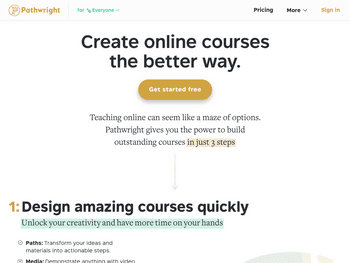 Pathwright
For Everyone
Pricing
More
Sign in
Create online courses
the better way.
Get started free
Teaching online can seem like a maze of options.
Pathwright gives you the power to build
outstanding courses in just 3 steps
1: Design amazing courses quickly
Unlock your creativity and have more time on your hands
Paths: Transform your ideas and
materials into actionable steps.
Media: Demonstrate anything with video